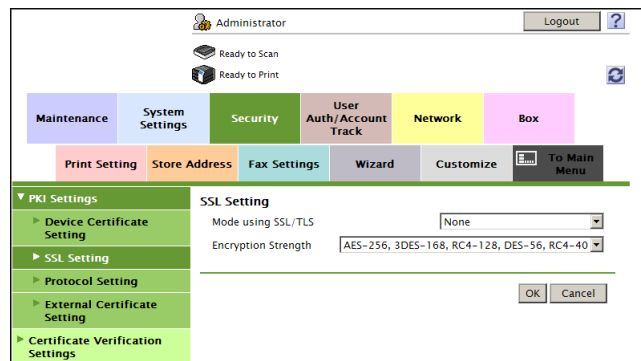 Administrator
Logout
?
Ready to Scan
Ready to Print
Maintenance
System
Settings
Security
User
Auth/Account
Track
Network
Box
Print Setting
Store Address
Fax Settings
Wizard
Customize
To Main
Menu
PKI Settings
Device Certificate
Setting
SSL Setting
Protocol Setting
External Certificate
Setting
Certificate Verification
Settings
SSL Setting
Mode using SSL/TLS
None
Encryption Strength
AES-256, 3DES-168, RC4-128, DES-56, RC4-40
OK
Cancel